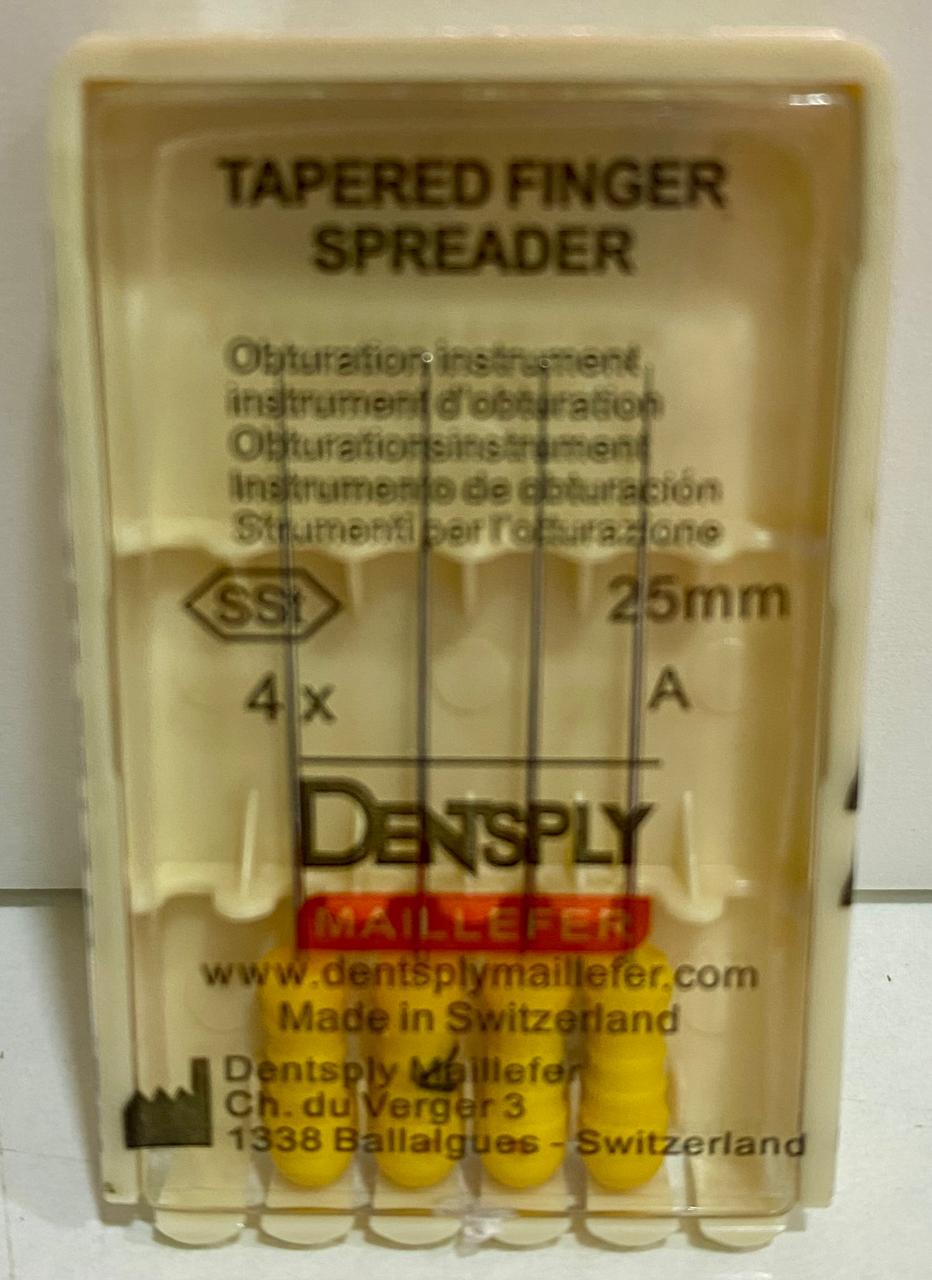 TAPERED FINGER
SPREADER
Obturation instrument
instrument d'obturation
Obturationsinstrument
Instrumento de obturación
Strumenti per l'otturazione
SSt 25mm
4 x A
DENTSPLY
MAILLEFER
www.dentsplymaillefer.com
Made in Switzerland
Dentsply Maillefer
Ch. du Verger 3
1338 Ballaigues - Switzerland